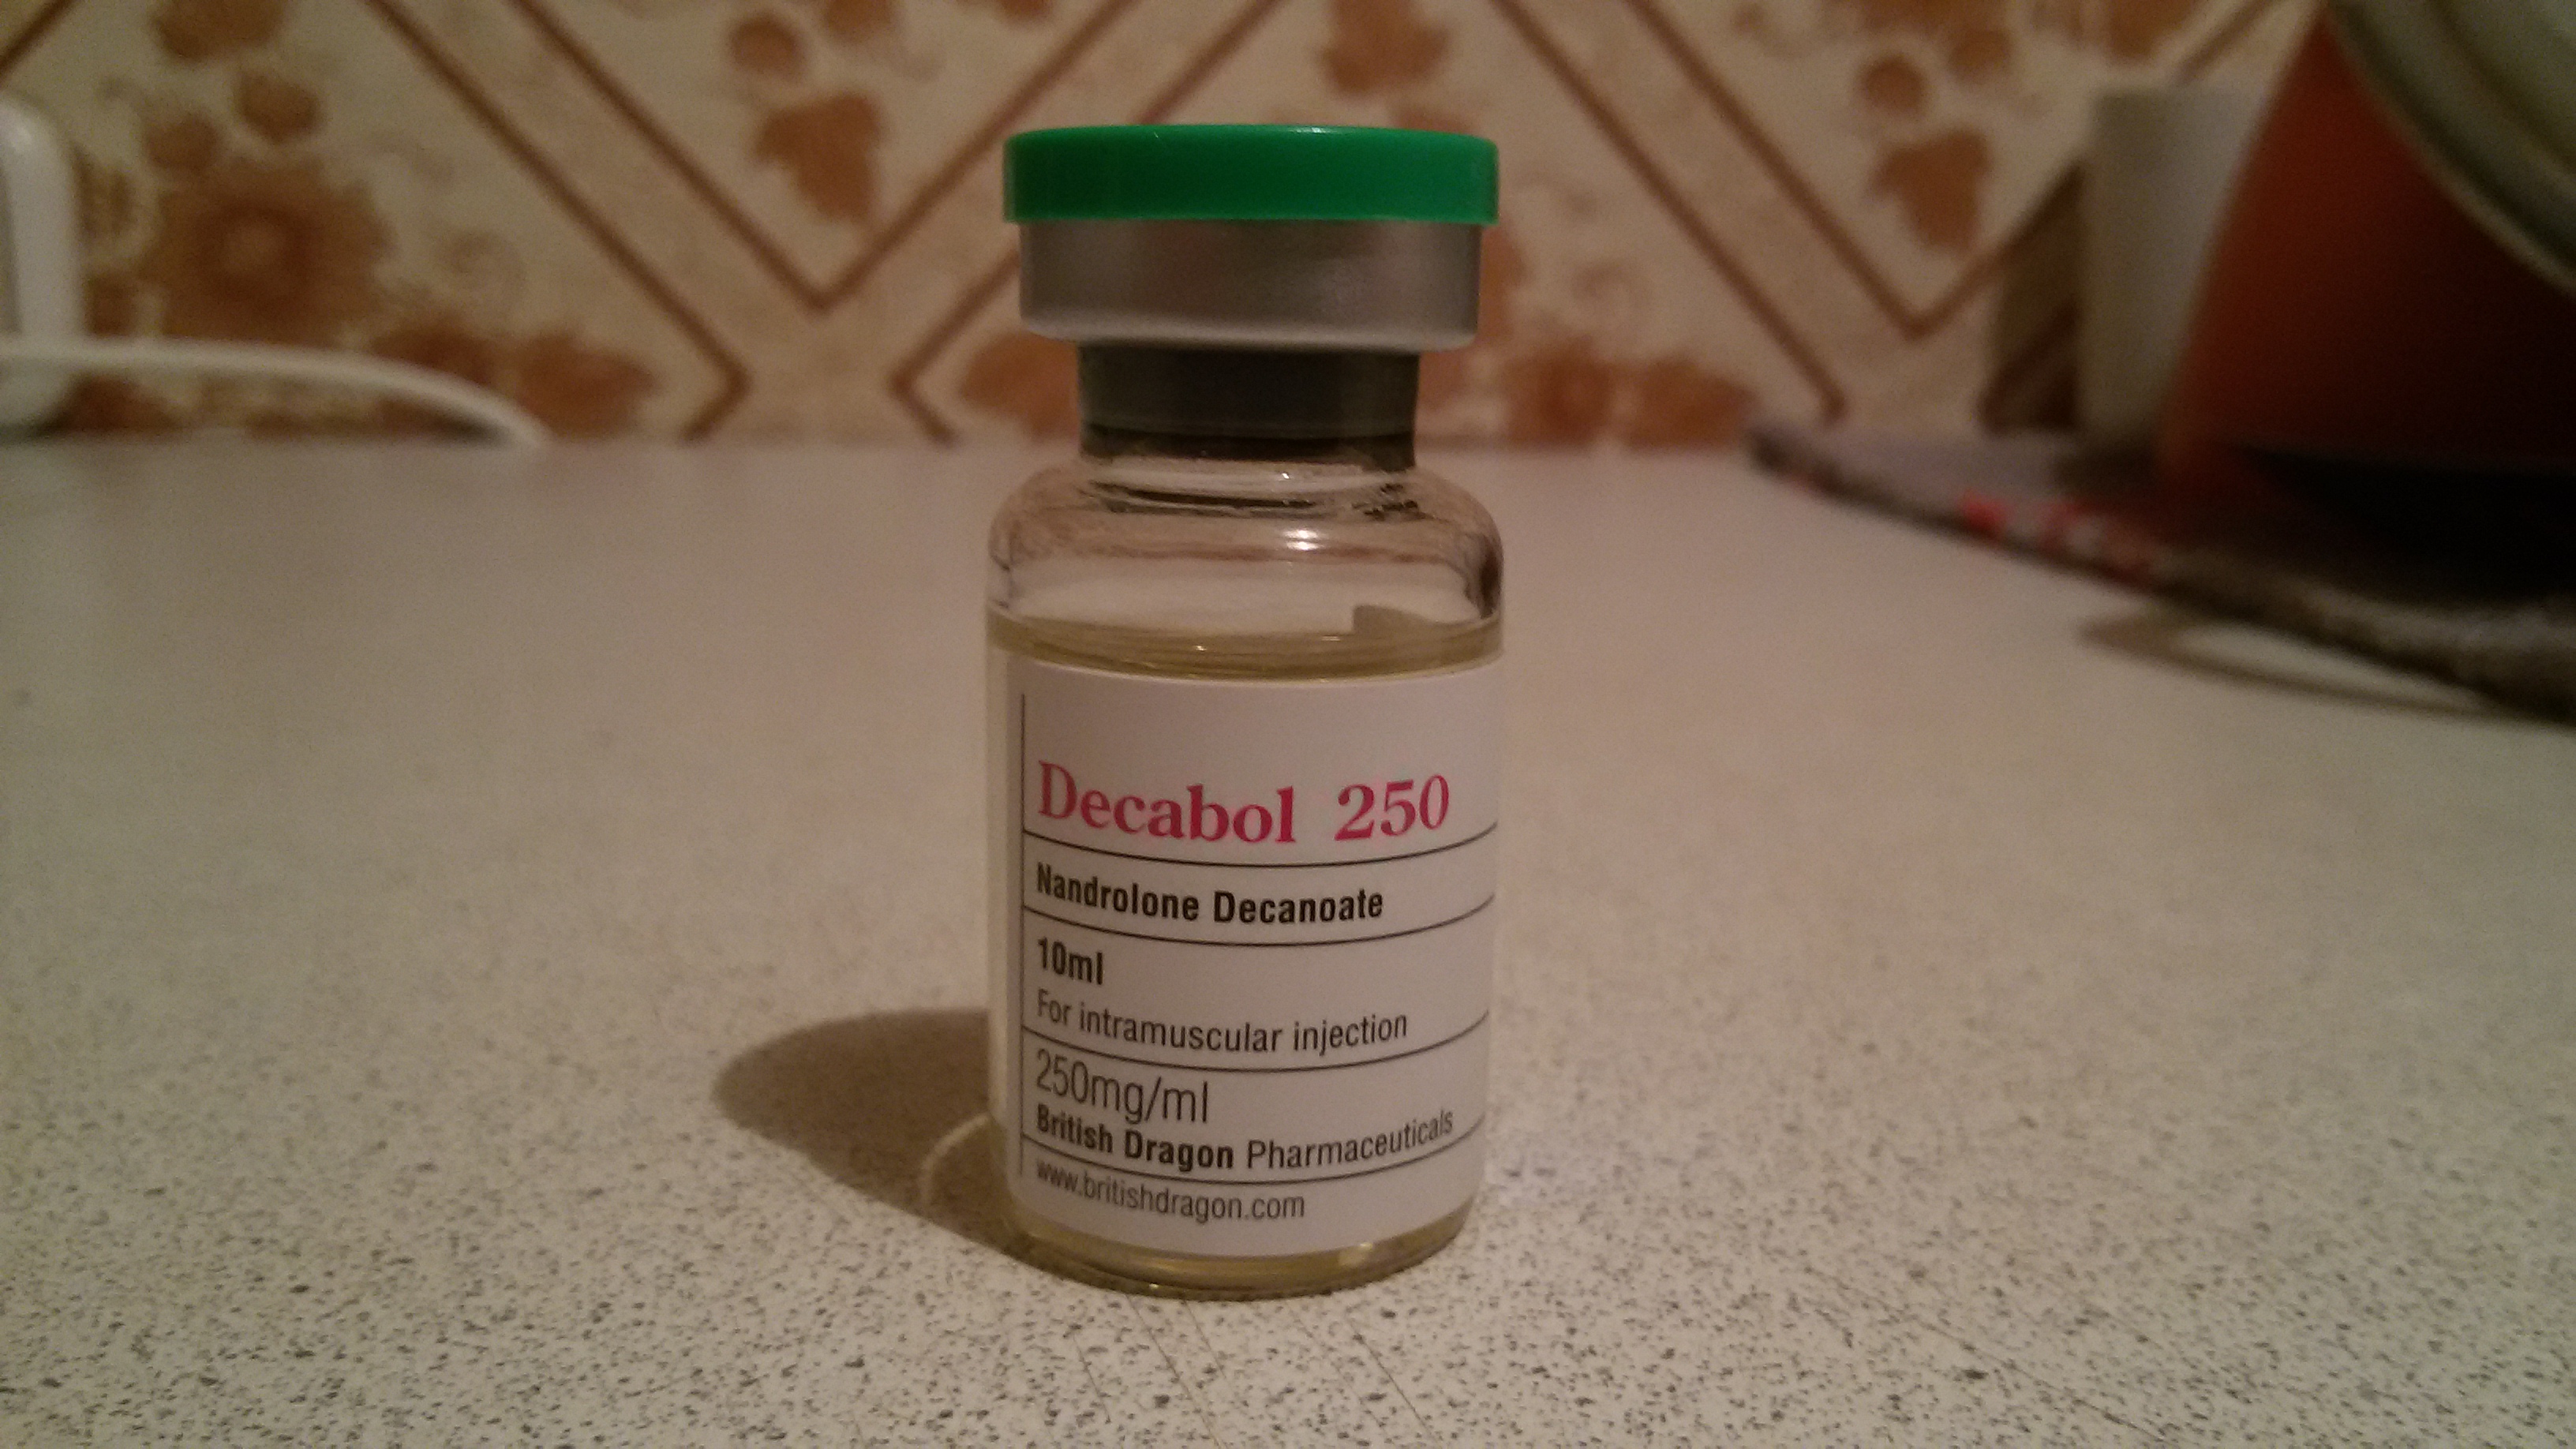 Decabol 250
Nandrolone Decanoate
10ml
For intramuscular injection
250mg/ml
British Dragon Pharmaceuticals
www.britishdragon.com